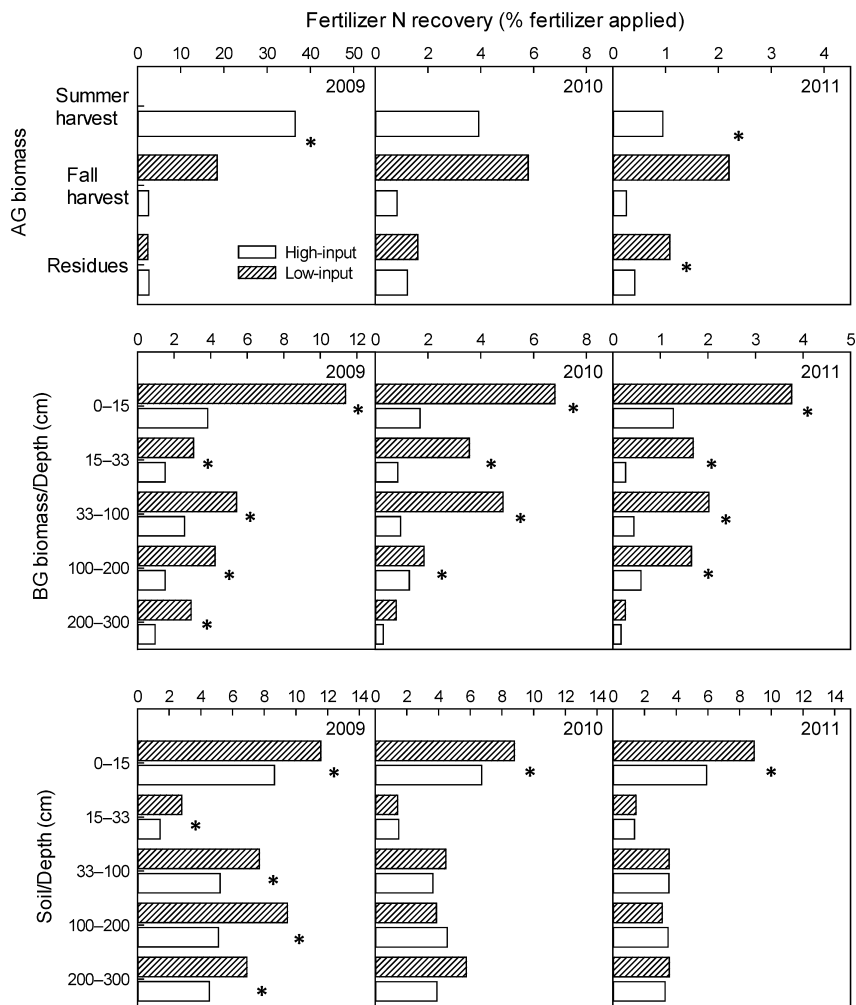 Fertilizer N recovery (% fertilizer applied)
0 10 20 30 40 50 0 2 4 6 8 0 1 2 3 4
2009 2010 2011
AG biomass
Summer
harvest
*
*
Fall
harvest
Residues
*
High-input
Low-input
0 2 4 6 8 10 12 0 2 4 6 8 0 1 2 3 4 5
2009 2010 2011
BG biomass/Depth (cm)
0–15 * * *
15–33 * * *
33–100 * * *
100–200 * * *
200–300 *
0 2 4 6 8 10 12 14 0 2 4 6 8 10 12 14 0 2 4 6 8 10 12 14
2009 2010 2011
Soil/Depth (cm)
0–15 * * *
15–33 *
33–100 *
100–200 *
200–300 *